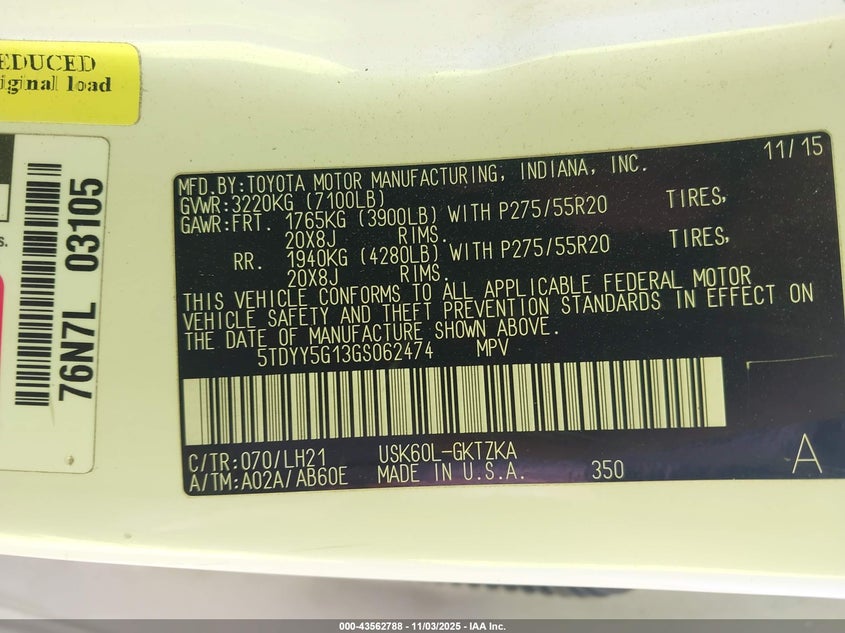 EDUCED
iginal load
s.
76N7L 03105
11/15
MFD.BY:TOYOTA MOTOR MANUFACTURING, INDIANA, INC.
GVWR:3220KG (7100LB)
GAWR:FRT. 1765KG (3900LB) WITH P275/55R20 TIRES,
20X8J RIMS.
RR. 1940KG (4280LB) WITH P275/55R20 TIRES,
20X8J RIMS.
THIS VEHICLE CONFORMS TO ALL APPLICABLE FEDERAL MOTOR
VEHICLE SAFETY AND THEFT PREVENTION STANDARDS IN EFFECT ON
THE DATE OF MANUFACTURE SHOWN ABOVE.
5TDYY5G13GS062474 MPV
C/TR:070/LH21 USK60L-GKTZKA
A/TM:A02A/AB60E MADE IN U.S.A. 350 A
000-43562788 - 11/03/2025 - IAA Inc.